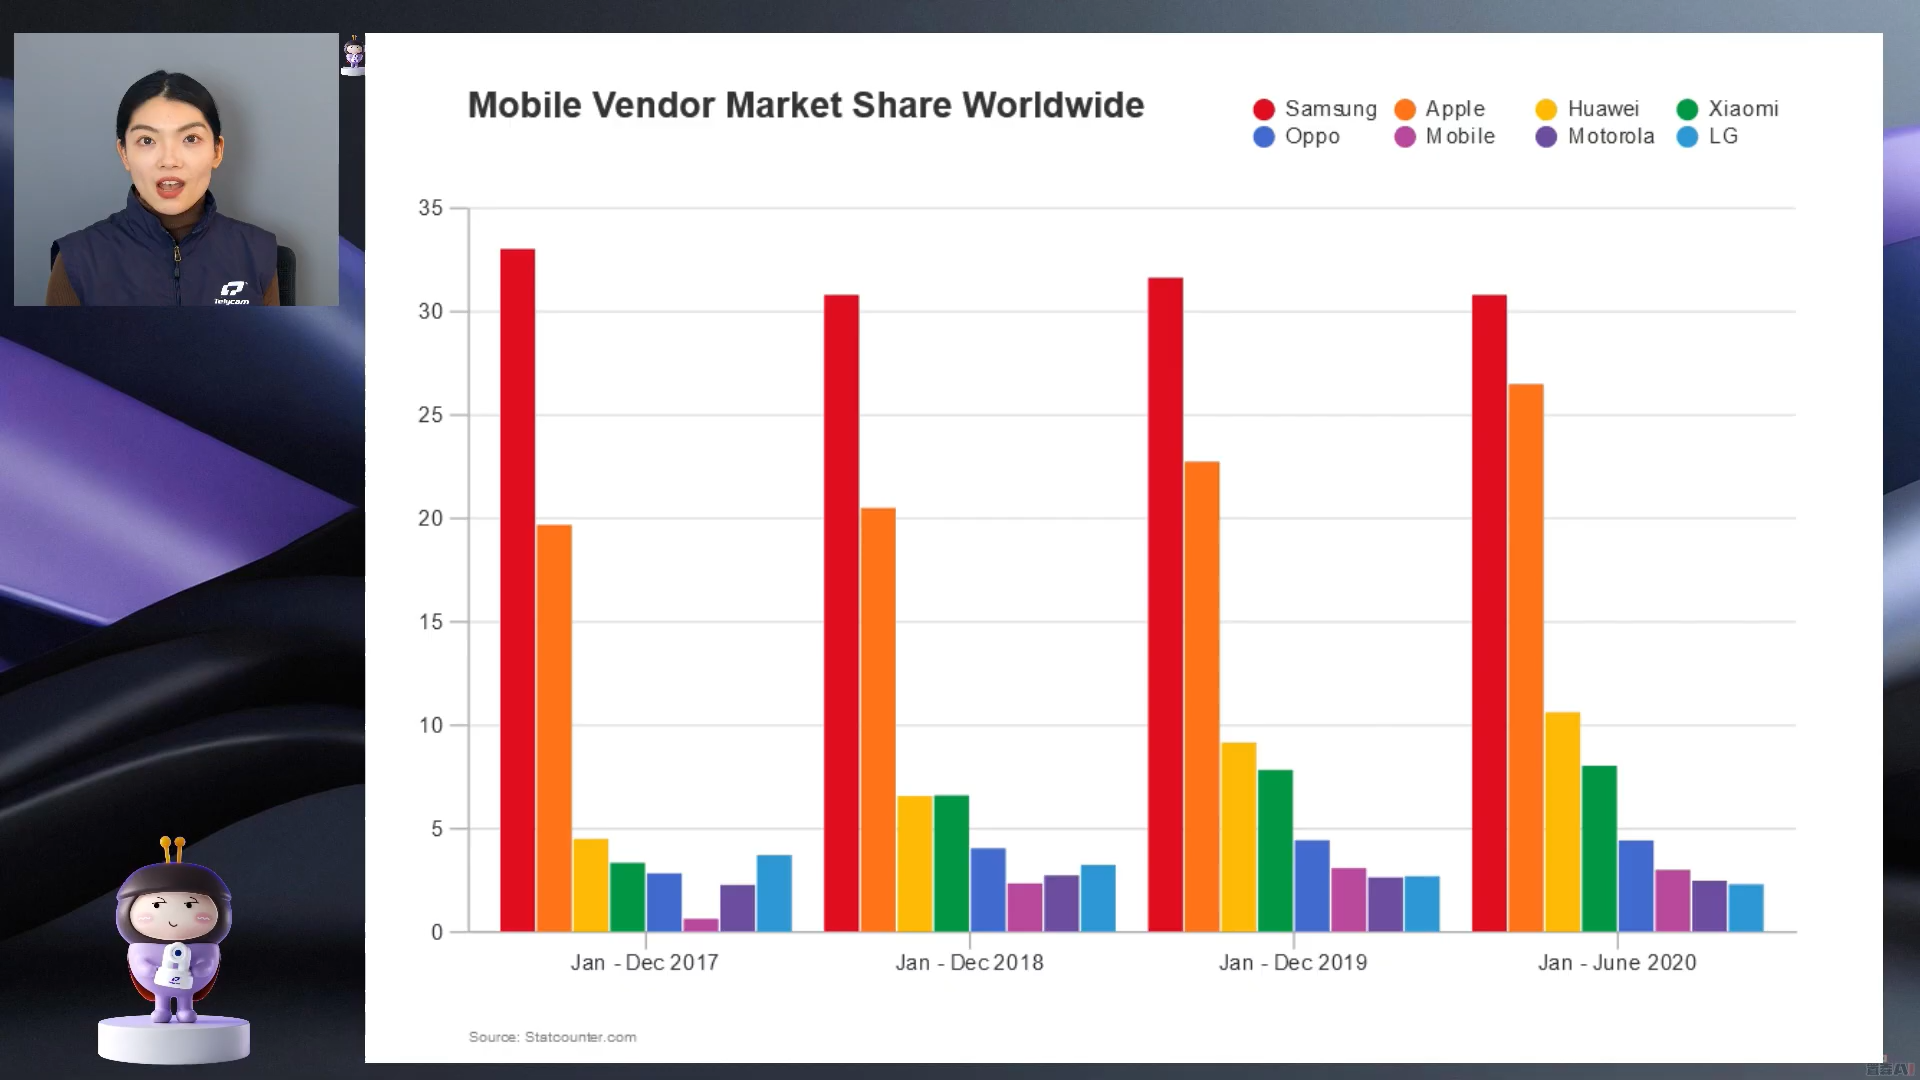 Mobile Vendor Market Share Worldwide
Samsung Apple Huawei Xiaomi
Oppo Mobile Motorola LG
35
30
25
20
15
10
5
0
Jan - Dec 2017 Jan - Dec 2018 Jan - Dec 2019 Jan - June 2020
Source: Statcounter.com
Telycam